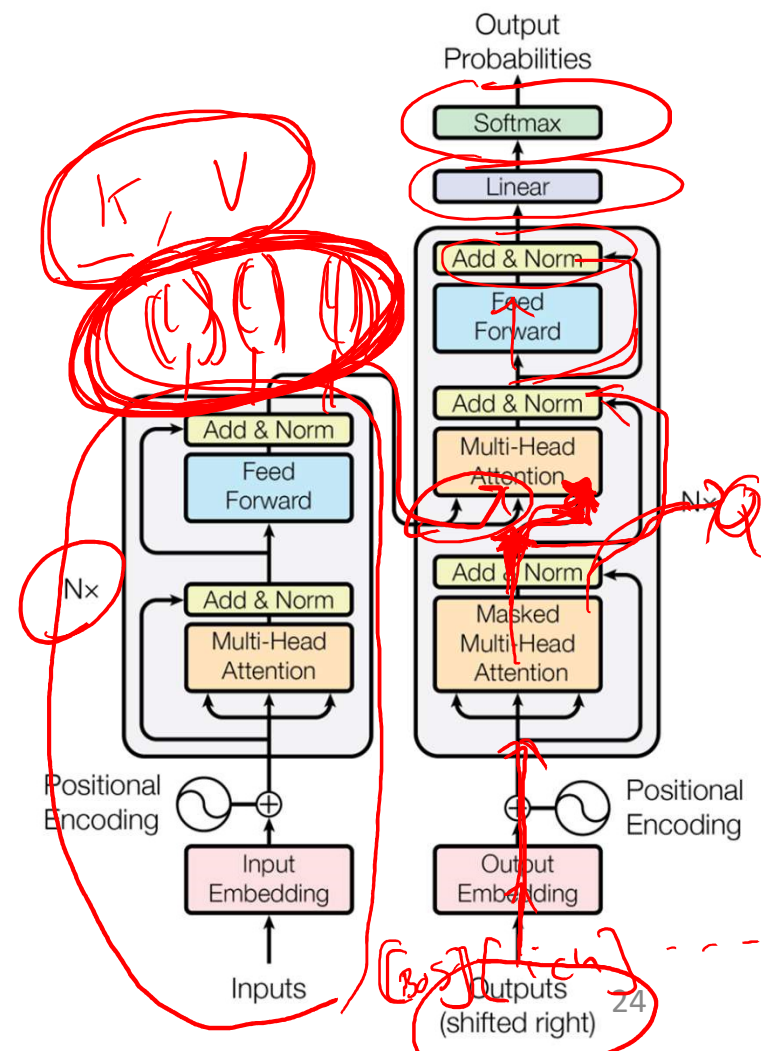 Output
Probabilities
Softmax
Linear
Add & Norm
Feed
Forward
Add & Norm
Multi-Head
Attention
Nx Q
Add & Norm
Masked
Multi-Head
Attention
K, V
Add & Norm
Feed
Forward
Nx
Add & Norm
Multi-Head
Attention
Positional
Encoding
Positional
Encoding
Input
Embedding
Output
Embedding
[BOS] [ich] ----
Inputs
Outputs
(shifted right)
24